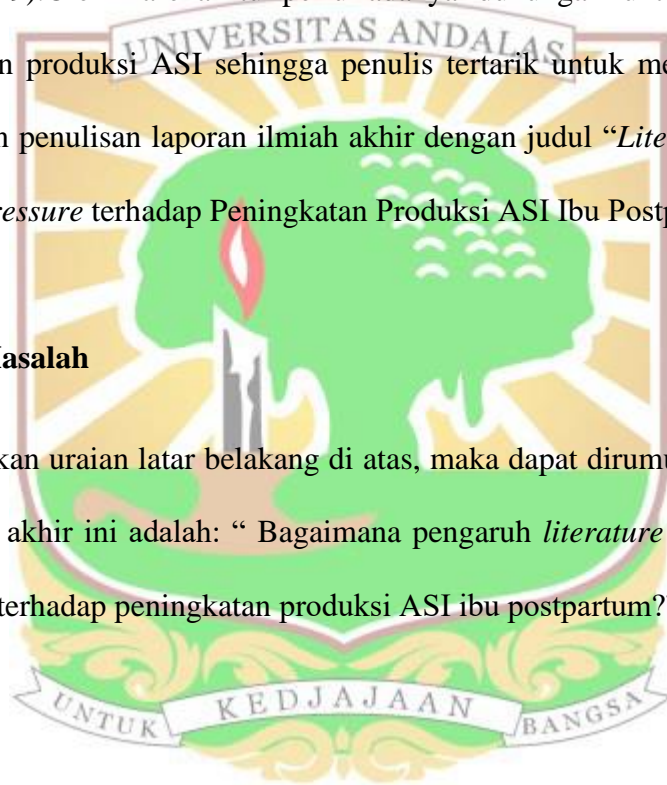 UNIVERSITAS ANDALAS
n produksi ASI sehingga penulis tertarik untuk me
n penulisan laporan ilmiah akhir dengan judul “Lite
ressure terhadap Peningkatan Produksi ASI Ibu Postp
Masalah
kan uraian latar belakang di atas, maka dapat dirumu
akhir ini adalah: “ Bagaimana pengaruh literature
terhadap peningkatan produksi ASI ibu postpartum?
UNTUK KEDJAJAAN BANGSA